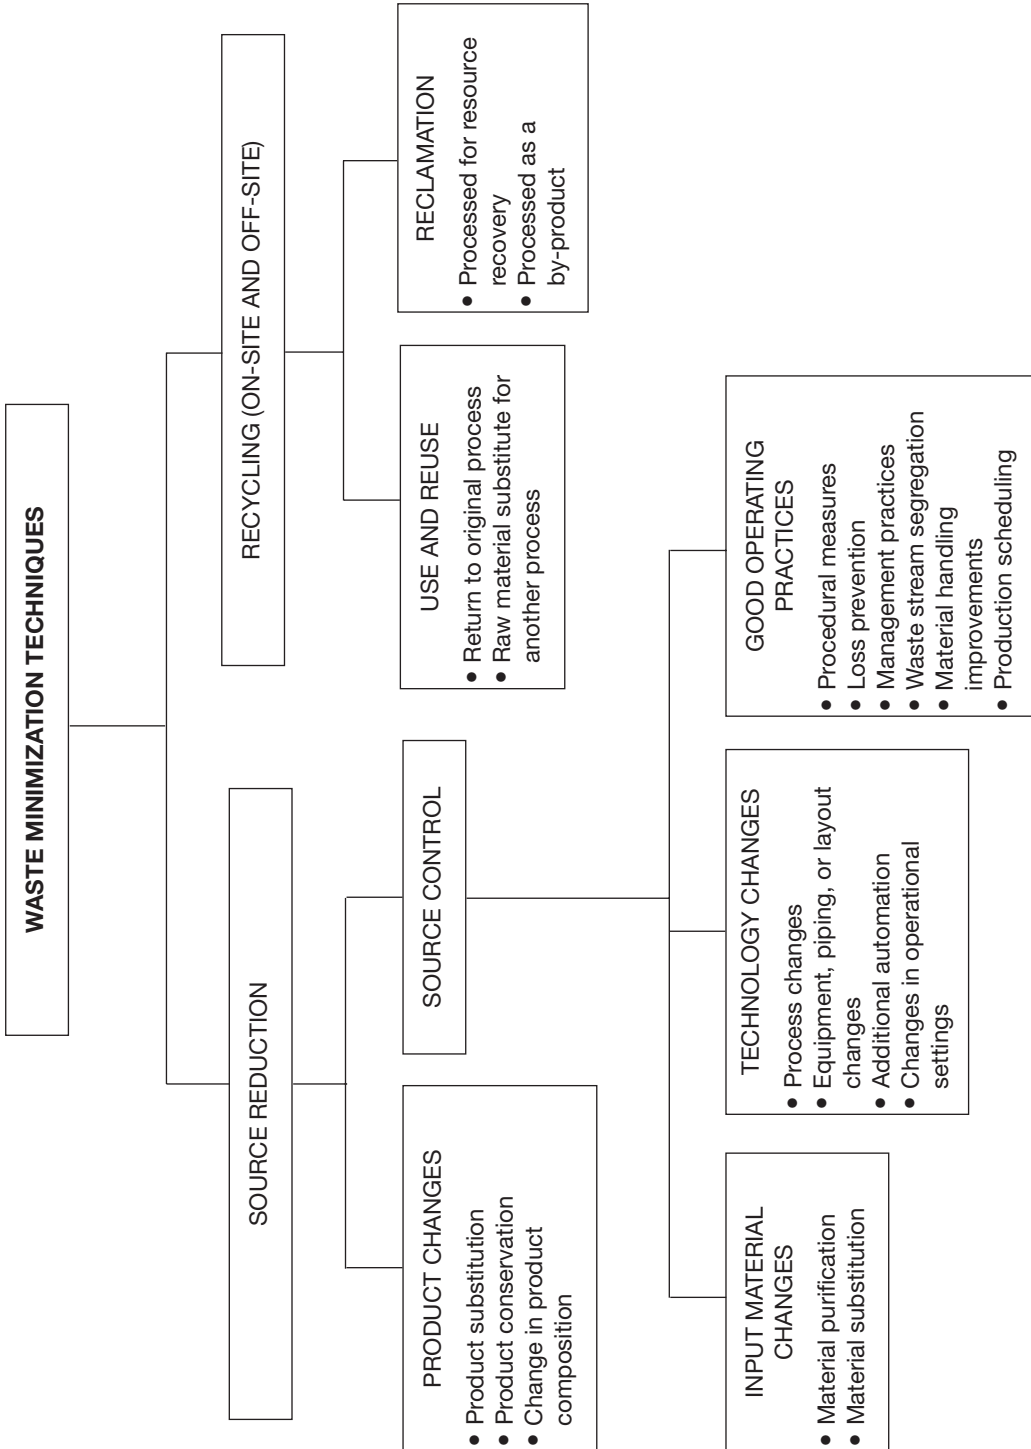 WASTE MINIMIZATION TECHNIQUES
SOURCE REDUCTION
RECYCLING (ON-SITE AND OFF-SITE)
PRODUCT CHANGES
• Product substitution
• Product conservation
• Change in product
composition
SOURCE CONTROL
USE AND REUSE
• Return to original process
• Raw material substitute for
another process
RECLAMATION
• Processed for resource
recovery
• Processed as a
by-product
INPUT MATERIAL
CHANGES
• Material purification
• Material substitution
TECHNOLOGY CHANGES
• Process changes
• Equipment, piping, or layout
changes
• Additional automation
• Changes in operational
settings
GOOD OPERATING
PRACTICES
• Procedural measures
• Loss prevention
• Management practices
• Waste stream segregation
• Material handling
improvements
• Production scheduling